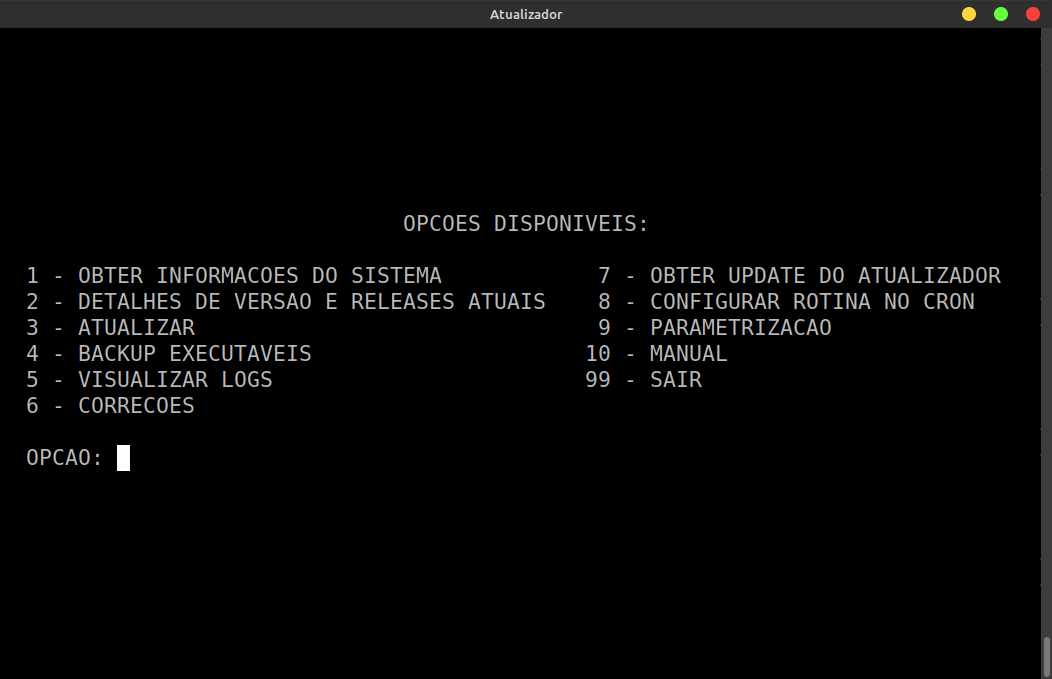 Atualizador
OPCOES DISPONIVEIS:
1 - OBTER INFORMACOES DO SISTEMA
2 - DETALHES DE VERSAO E RELEASES ATUAIS
3 - ATUALIZAR
4 - BACKUP EXECUTAVEIS
5 - VISUALIZAR LOGS
6 - CORRECOES
7 - OBTER UPDATE DO ATUALIZADOR
8 - CONFIGURAR ROTINA NO CRON
9 - PARAMETRIZACAO
10 - MANUAL
99 - SAIR
OPCAO: